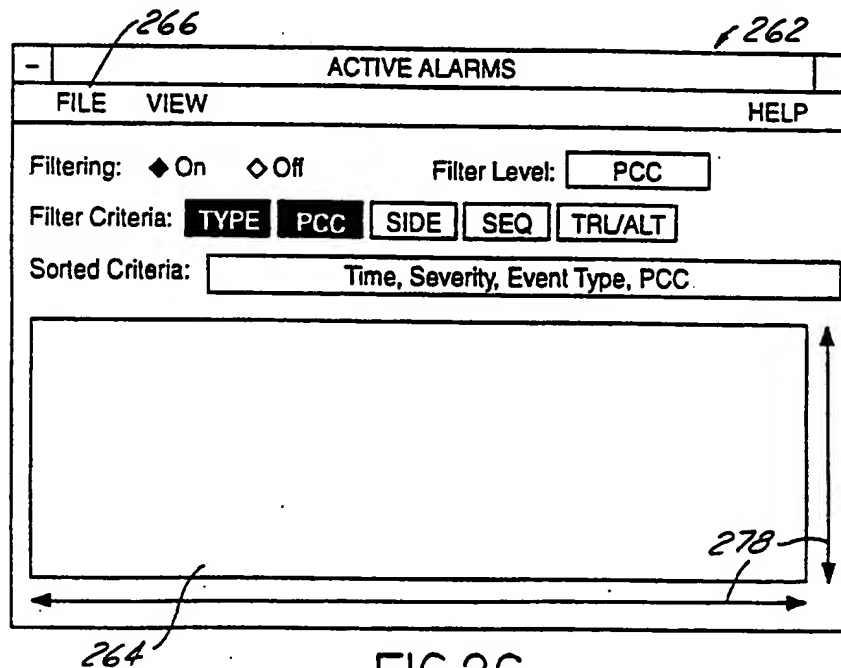 266 262
- ACTIVE ALARMS
FILE VIEW HELP
Filtering: ◆ On ◇ Off Filter Level: PCC
Filter Criteria: TYPE PCC SIDE SEQ TRL/ALT
Sorted Criteria: Time, Severity, Event Type, PCC
278
264